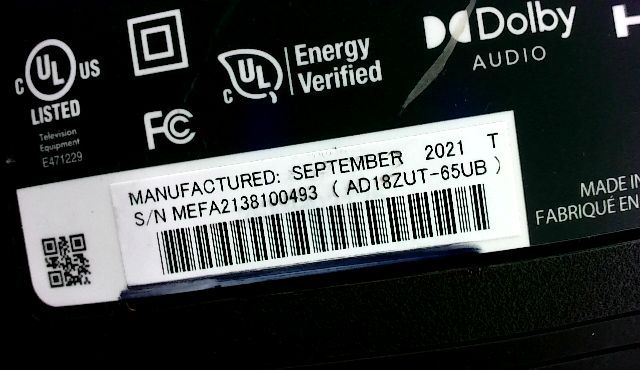 C UL US
LISTED
Television
Equipment
E471229
FC
C UL
Energy
Verified
Dolby
AUDIO
H
MANUFACTURED: SEPTEMBER 2021 T
S/N MEFA2138100493 (AD18ZUT-65UB)
MADE IN
FABRIQUÉ EN